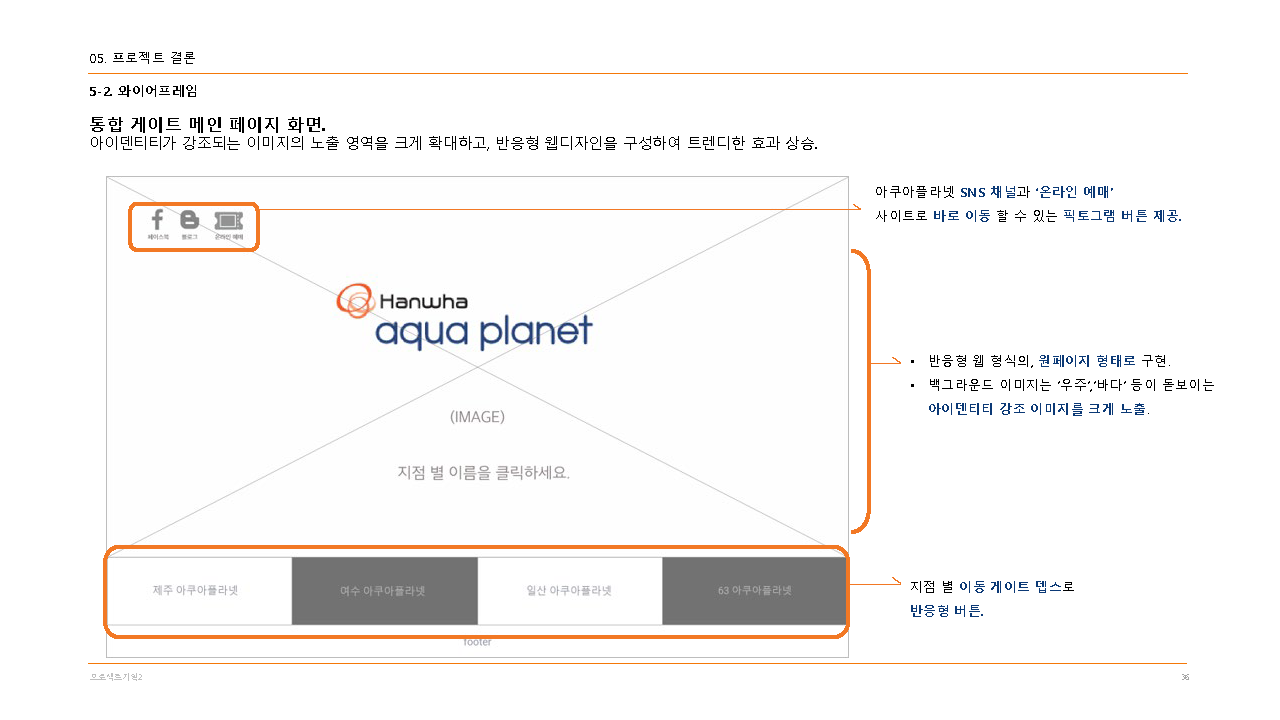 05. 프로젝트 결론
5-2. 와이어프레임
통합 게이트 메인 페이지 화면.
아이덴티티가 강조되는 이미지의 노출 영역을 크게 확대하고, 반응형 웹디자인을 구성하여 트렌디한 효과 상승.
페이스북 블로그 온라인 예매
아쿠아플라넷 SNS 채널과 ‘온라인 예매’
사이트로 바로 이동 할 수 있는 픽토그램 버튼 제공.
Hanwha
aqua planet
• 반응형 웹 형식의, 원페이지 형태로 구현.
• 백그라운드 이미지는 ‘우주’,‘바다’ 등이 돋보이는
아이덴티티 강조 이미지를 크게 노출.
(IMAGE)
지점 별 이름을 클릭하세요.
제주 아쿠아플라넷 여수 아쿠아플라넷 일산 아쿠아플라넷 63 아쿠아플라넷
지점 별 이동 게이트 뎁스로
반응형 버튼.
footer
프로젝트기획2 36